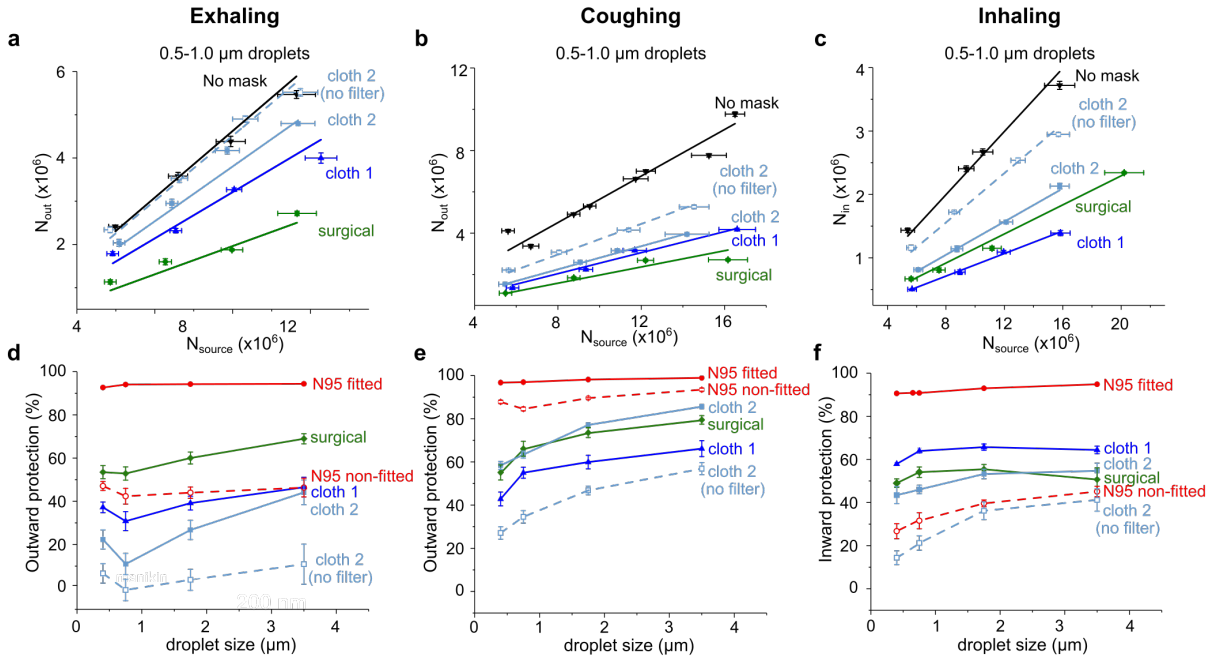 Exhaling
Coughing
Inhaling
a
0.5-1.0 µm droplets
6
4
2
N_out (x10^6)
4
8
12
N_source (x10^6)
No mask
cloth 2
(no filter)
cloth 2
cloth 1
surgical
b
0.5-1.0 µm droplets
12
8
4
N_out (x10^6)
4
8
12
16
N_source (x10^6)
No mask
cloth 2
(no filter)
cloth 2
cloth 1
surgical
c
0.5-1.0 µm droplets
4
3
2
1
0
N_in (x10^6)
4
8
12
16
20
N_source (x10^6)
No mask
cloth 2
(no filter)
cloth 2
surgical
cloth 1
d
100
80
60
40
20
0
Outward protection (%)
0
1
2
3
4
droplet size (µm)
N95 fitted
surgical
N95 non-fitted
cloth 1
cloth 2
cloth 2
(no filter)
manikin
200 nm
e
100
80
60
40
20
0
Outward protection (%)
0
1
2
3
4
droplet size (µm)
N95 fitted
N95 non-fitted
cloth 2
surgical
cloth 1
cloth 2
(no filter)
f
100
80
60
40
20
0
Inward protection (%)
0
1
2
3
4
droplet size (µm)
N95 fitted
cloth 1
cloth 2
surgical
N95 non-fitted
cloth 2
(no filter)